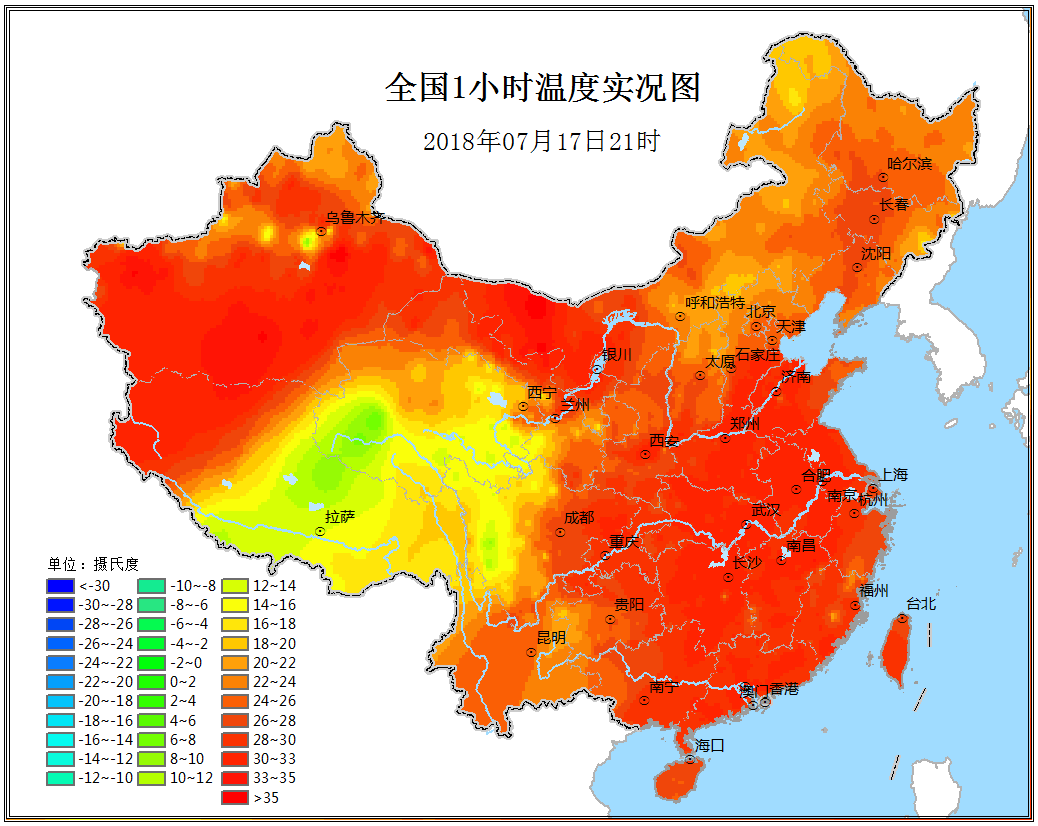 全国1小时温度实况图
2018年07月17日21时
哈尔滨
长春
乌鲁木齐
沈阳
呼和浩特
北京
天津
银川
太原
石家庄
济南
西宁
兰州
郑州
西安
合肥
上海
南京
杭州
拉萨
成都
武汉
重庆
南昌
长沙
贵阳
福州
台北
昆明
南宁
澳门
香港
海口
单位：摄氏度
<-30
-30~-28
-28~-26
-26~-24
-24~-22
-22~-20
-20~-18
-18~-16
-16~-14
-14~-12
-12~-10
-10~-8
-8~-6
-6~-4
-4~-2
-2~0
0~2
2~4
4~6
6~8
8~10
10~12
12~14
14~16
16~18
18~20
20~22
22~24
24~26
26~28
28~30
30~33
33~35
>35